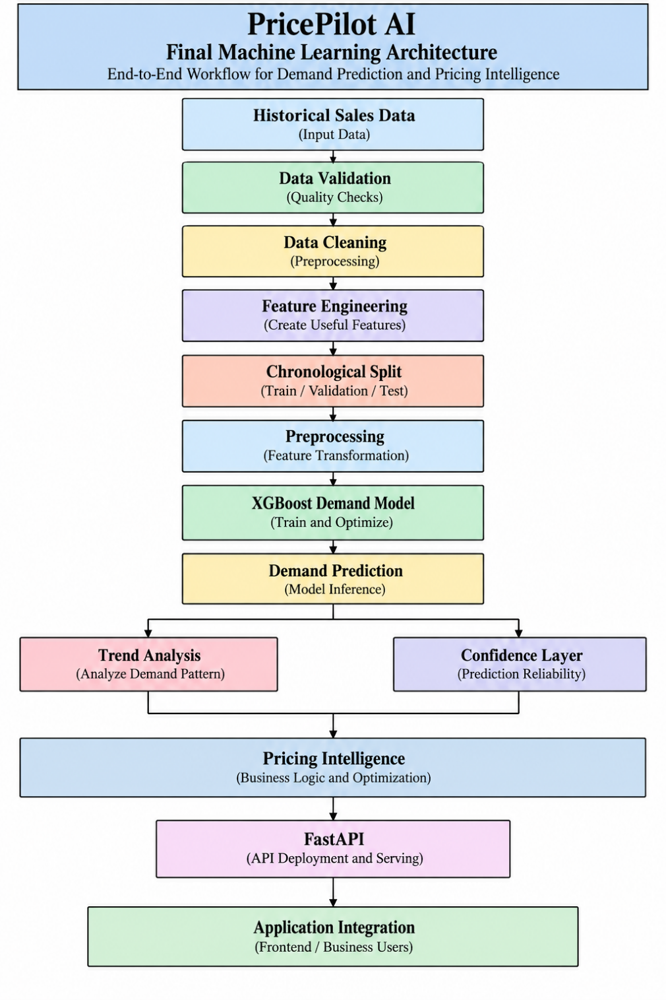 PricePilot AI
Final Machine Learning Architecture
End-to-End Workflow for Demand Prediction and Pricing Intelligence
Historical Sales Data
(Input Data)
Data Validation
(Quality Checks)
Data Cleaning
(Preprocessing)
Feature Engineering
(Create Useful Features)
Chronological Split
(Train / Validation / Test)
Preprocessing
(Feature Transformation)
XGBoost Demand Model
(Train and Optimize)
Demand Prediction
(Model Inference)
Trend Analysis
(Analyze Demand Pattern)
Confidence Layer
(Prediction Reliability)
Pricing Intelligence
(Business Logic and Optimization)
FastAPI
(API Deployment and Serving)
Application Integration
(Frontend / Business Users)